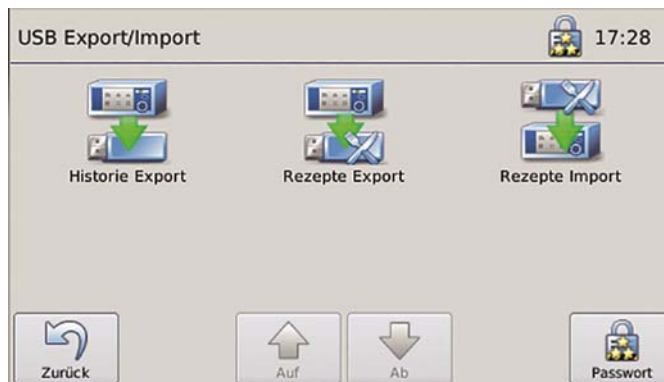 USB Export/Import 17:28
Historie Export Rezepte Export Rezepte Import
Zurück Auf Ab Passwort